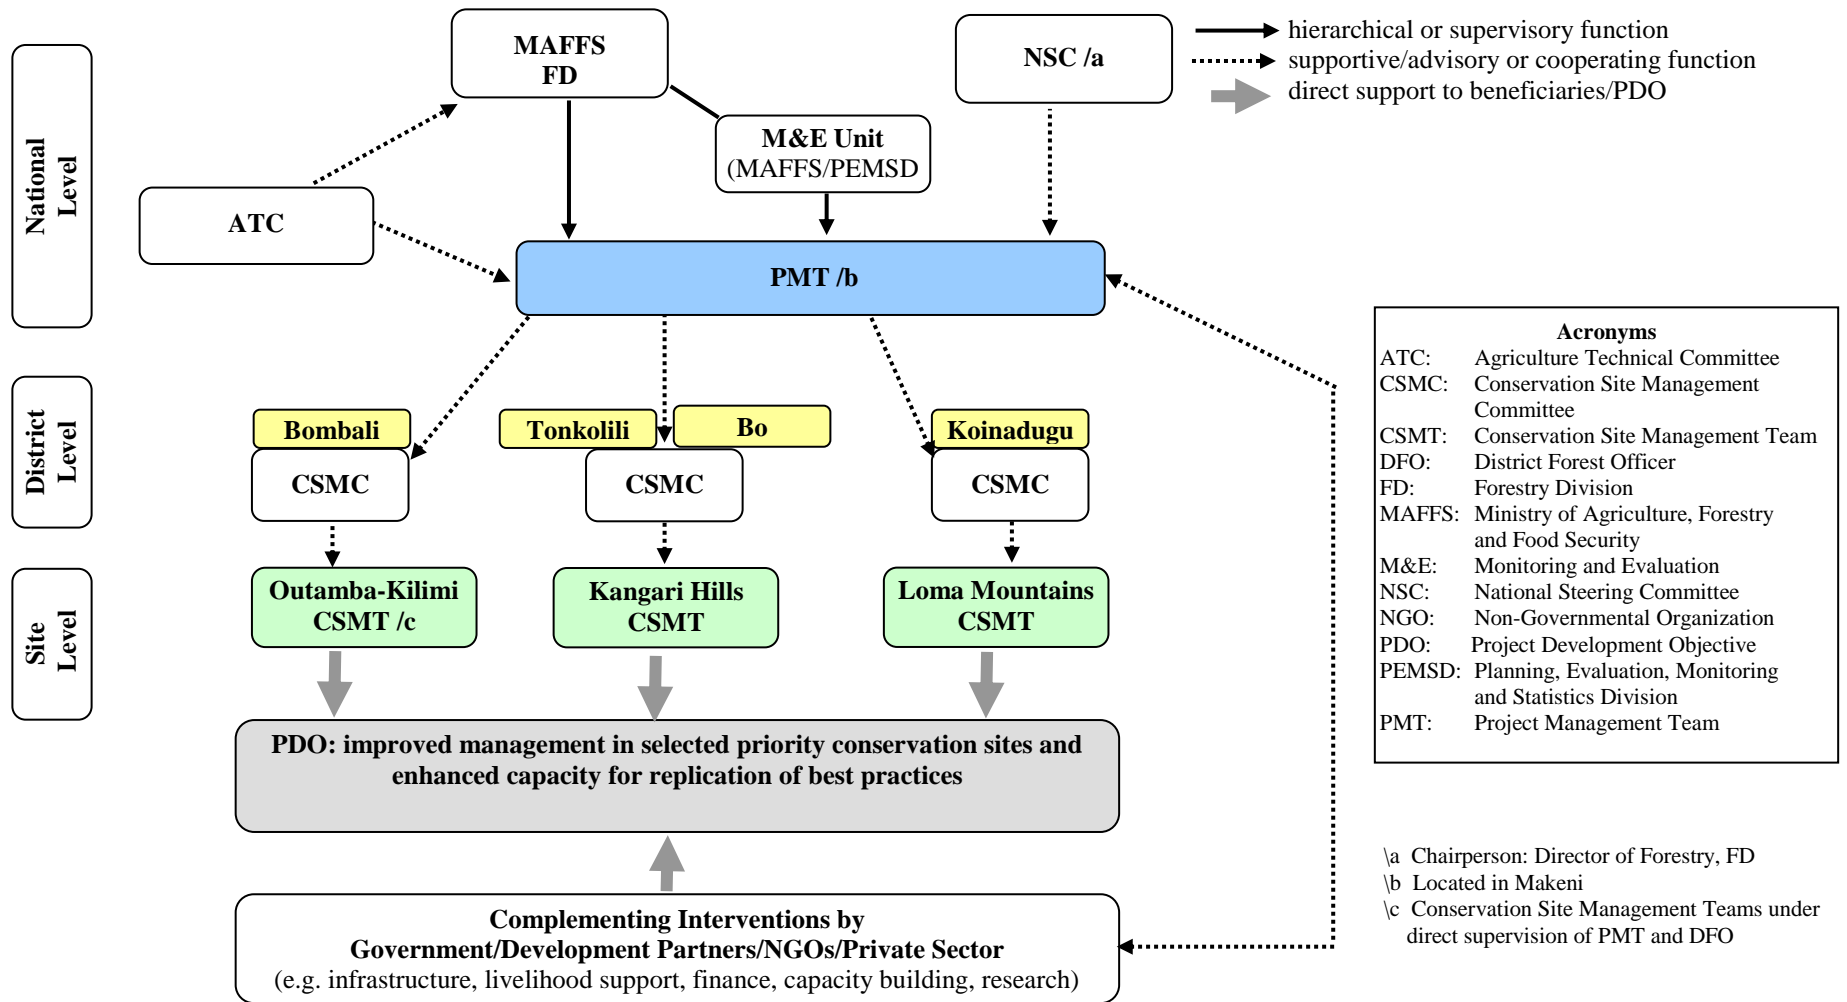 MAFFS
FD
NSC /a
hierarchical or supervisory function
supportive/advisory or cooperating function
direct support to beneficiaries/PDO
National
Level
M&E Unit
(MAFFS/PEMSD
ATC
PMT /b
District
Level
Bombali
Tonkolili
Bo
Koinadugu
CSMC
CSMC
CSMC
Site
Level
Outamba-Kilimi
CSMT /c
Kangari Hills
CSMT
Loma Mountains
CSMT
PDO: improved management in selected priority conservation sites and
enhanced capacity for replication of best practices
Complementing Interventions by
Government/Development Partners/NGOs/Private Sector
(e.g. infrastructure, livelihood support, finance, capacity building, research)
Acronyms
ATC: Agriculture Technical Committee
CSMC: Conservation Site Management
Committee
CSMT: Conservation Site Management Team
DFO: District Forest Officer
FD: Forestry Division
MAFFS: Ministry of Agriculture, Forestry
and Food Security
M&E: Monitoring and Evaluation
NSC: National Steering Committee
NGO: Non-Governmental Organization
PDO: Project Development Objective
PEMSD: Planning, Evaluation, Monitoring
and Statistics Division
PMT: Project Management Team
\a Chairperson: Director of Forestry, FD
\b Located in Makeni
\c Conservation Site Management Teams under
direct supervision of PMT and DFO